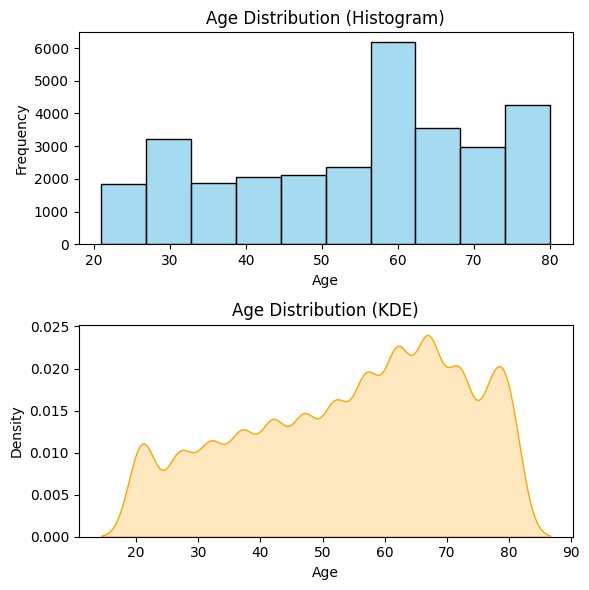 Age Distribution (Histogram)
6000
5000
4000
3000
2000
1000
0
Frequency
20 30 40 50 60 70 80
Age
Age Distribution (KDE)
0.025
0.020
0.015
0.010
0.005
0.000
Density
20 30 40 50 60 70 80 90
Age